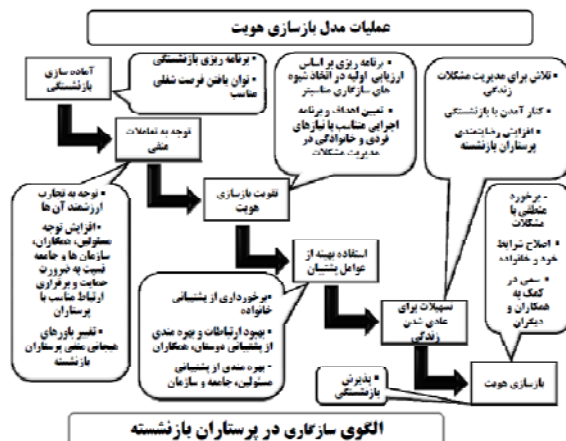 عملیات مدل بازسازی هویت
آماده سازی
بازنشستگی
▪ برنامه ریزی بازنشستگی
▪ توان یافتن فرصت شغلی
مناسب
▪ برنامه ریزی بر اساس
ارزیابی اولیه در اتخاذ شیوه
های سازگاری مناسبتر
▪ تعیین اهداف و برنامه
اجرایی متناسب با نیازهای
فردی و خانوادگی در
مدیریت مشکلات
▪ تلاش برای مدیریت مشکلات
زندگی
▪ کنار آمدن با بازنشستگی
▪ افزایش رضایتمندی
پرستاران بازنشسته
توجه به تعاملات
منفی
▪ توجه به تجارب
ارزشمند آن ها
▪ افزایش توجه
مسئولین، همکاران،
سازمان ها و جامعه
نسبت به ضرورت
حمایت و برقراری
ارتباط مناسب با
پرستاران
▪ تغییر باورهای
هیجانی منفی پرستاران
بازنشسته
تقویت بازسازی
هویت
استفاده بهینه از
عوامل پشتیبان
▪ برخورداری از پشتیبانی
خانواده
▪ بهبود ارتباطات و بهره مندی
از پشتیبانی دوستان، همکاران
- بهره مندی از پشتیبانی
مسئولین، جامعه و سازمان
تسهیلات برای
عادی شدن
زندگی
- برخورد
منطقی با
مشکلات
▪ اصلاح شرایط
خود و خانواده
▪ سعی در
کمک به
همکاران و
دیگران
بازسازی هویت
▪ پذیرش
بازنشستگی
الگوی سازگاری در پرستاران بازنشسته